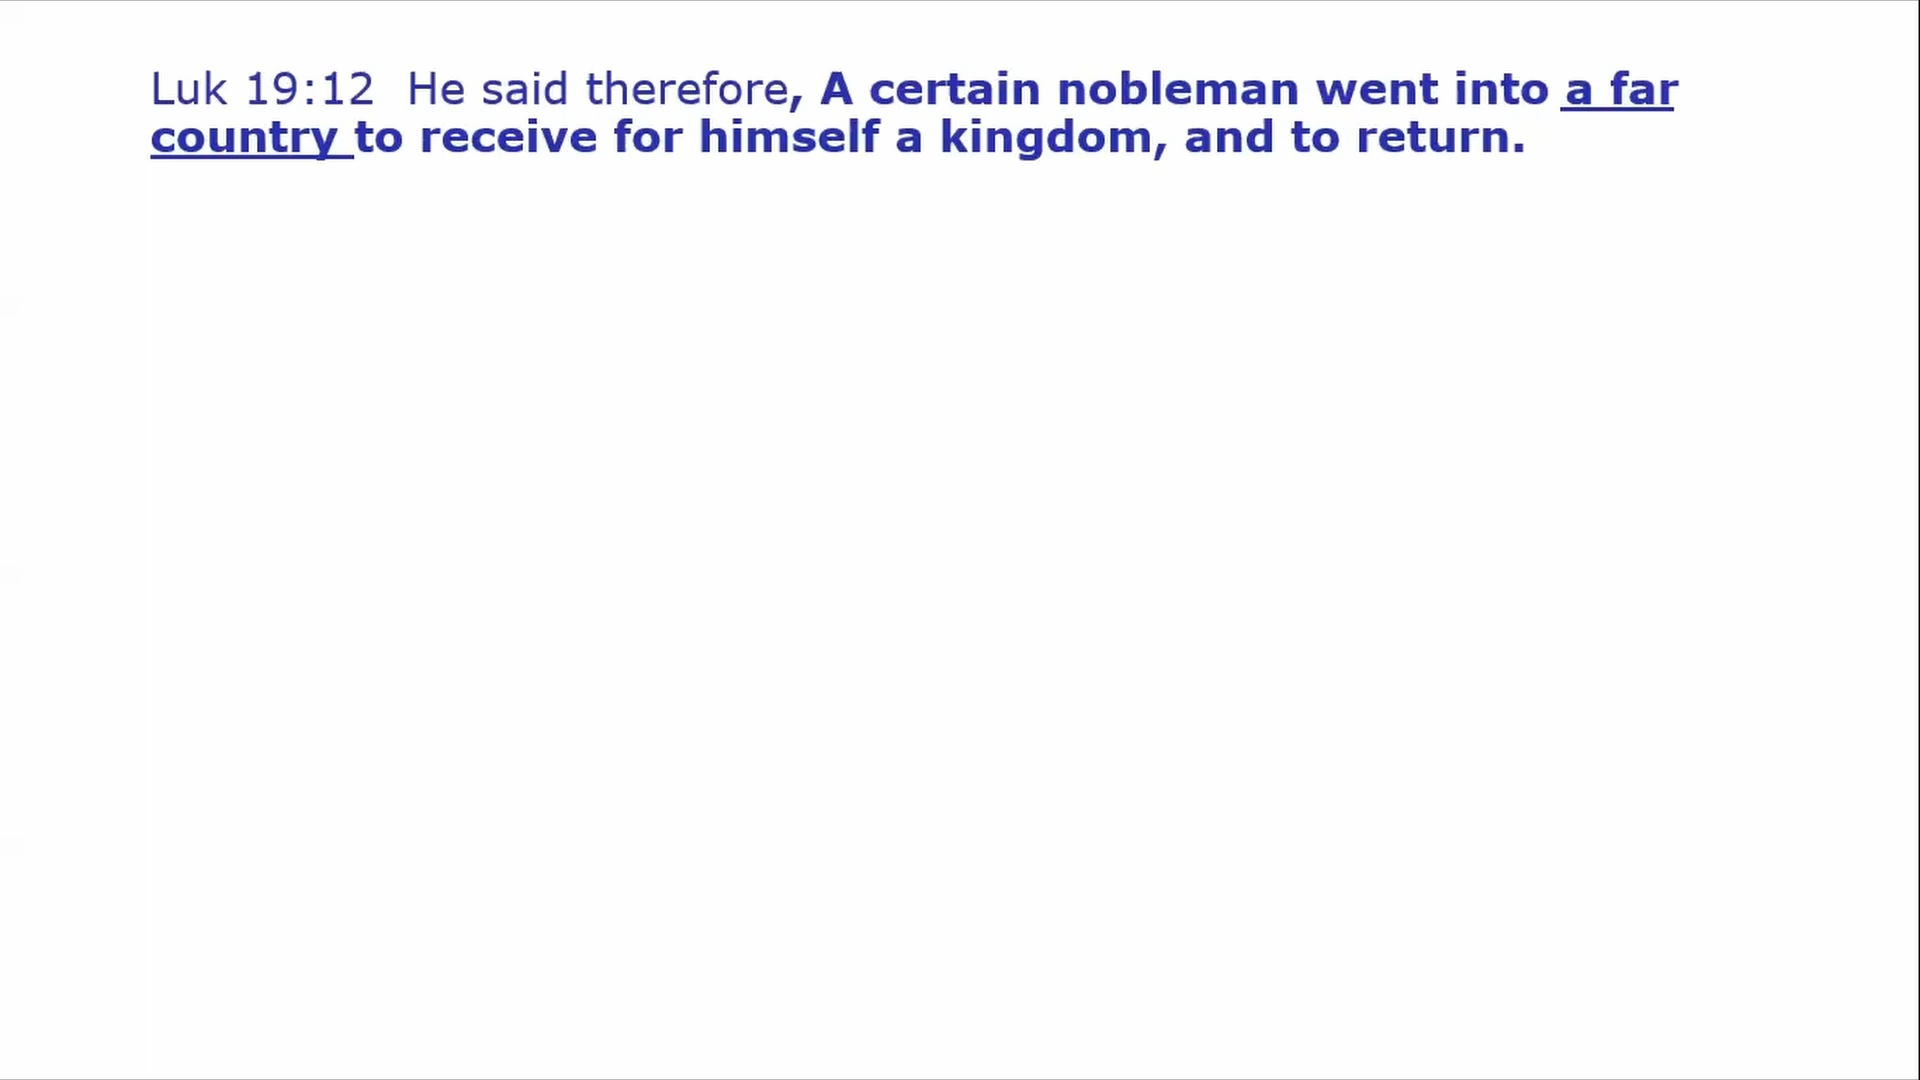 Luk 19:12  He said therefore, A certain nobleman went into a far
country to receive for himself a kingdom, and to return.